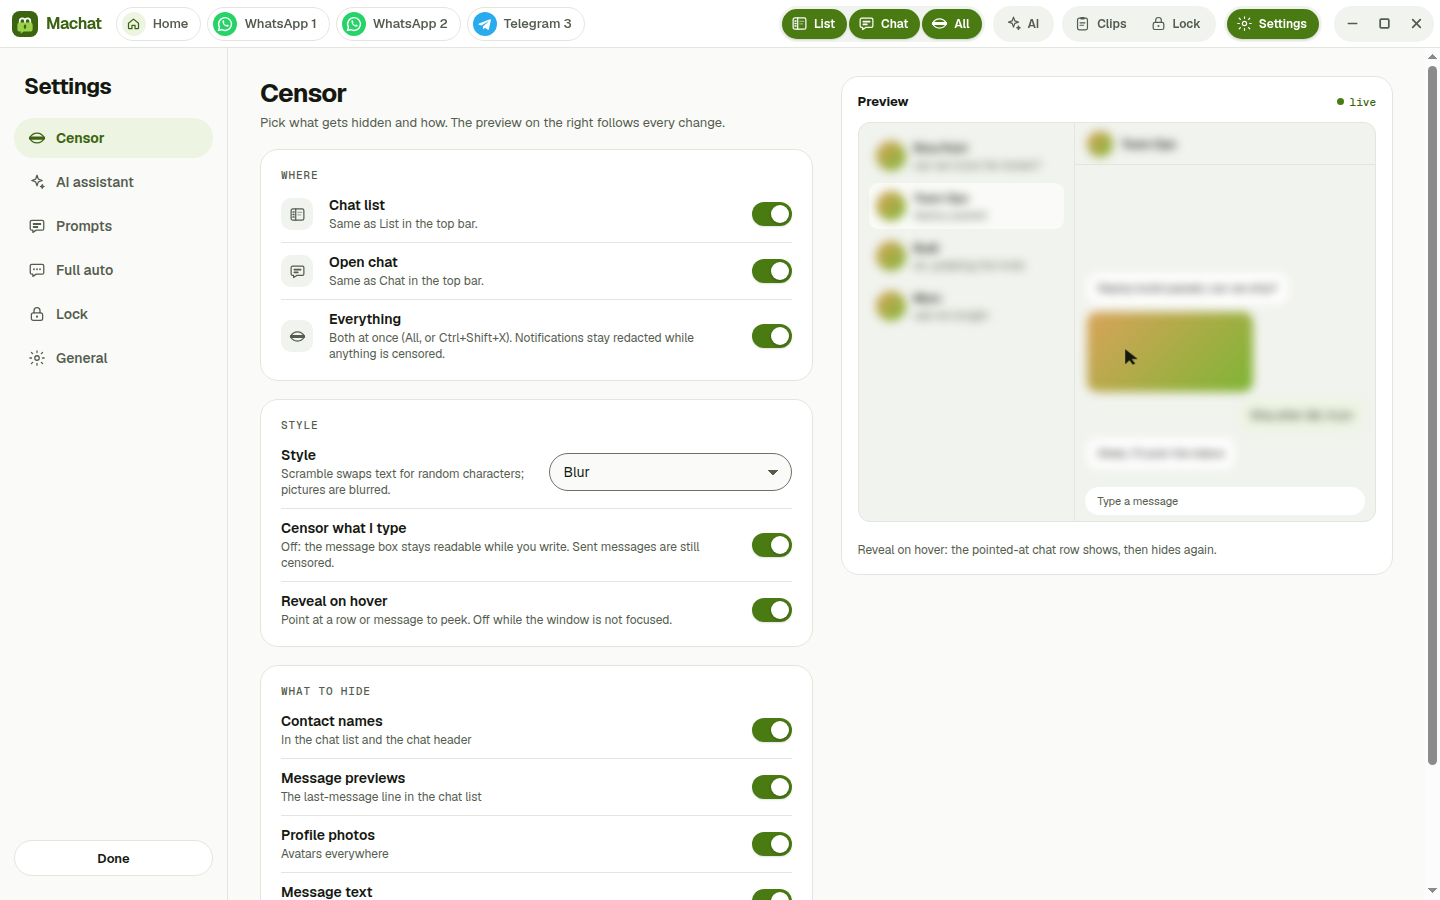 Machat
Home
WhatsApp 1
WhatsApp 2
Telegram 3
List
Chat
All
AI
Clips
Lock
Settings
Settings
Censor
AI assistant
Prompts
Full auto
Lock
General
Done
Censor
Pick what gets hidden and how. The preview on the right follows every change.
WHERE
Chat list
Same as List in the top bar.
Open chat
Same as Chat in the top bar.
Everything
Both at once (All, or Ctrl+Shift+X). Notifications stay redacted while
anything is censored.
STYLE
Style
Scramble swaps text for random characters;
pictures are blurred.
Blur
Censor what I type
Off: the message box stays readable while you write. Sent messages are still
censored.
Reveal on hover
Point at a row or message to peek. Off while the window is not focused.
WHAT TO HIDE
Contact names
In the chat list and the chat header
Message previews
The last-message line in the chat list
Profile photos
Avatars everywhere
Message text
Preview
live
Type a message
Reveal on hover: the pointed-at chat row shows, then hides again.